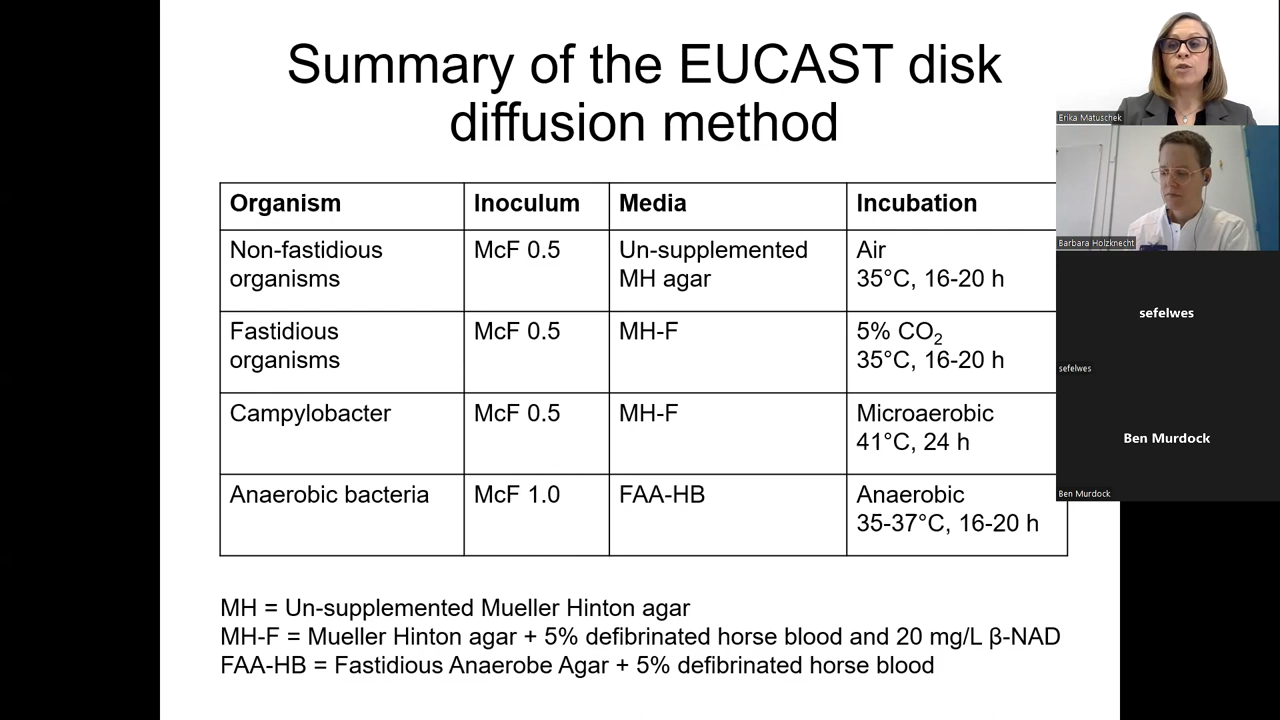 Summary of the EUCAST disk
diffusion method
Organism Inoculum Media Incubation
Non-fastidious McF 0.5 Un-supplemented Air
organisms MH agar 35°C, 16-20 h
Fastidious McF 0.5 MH-F 5% CO₂
organisms 35°C, 16-20 h
Campylobacter McF 0.5 MH-F Microaerobic
41°C, 24 h
Anaerobic bacteria McF 1.0 FAA-HB Anaerobic
35-37°C, 16-20 h
MH = Un-supplemented Mueller Hinton agar
MH-F = Mueller Hinton agar + 5% defibrinated horse blood and 20 mg/L β-NAD
FAA-HB = Fastidious Anaerobe Agar + 5% defibrinated horse blood
Erika Matuschek
Barbara Holzknecht
sefelwes
sefelwes
Ben Murdock
Ben Murdock